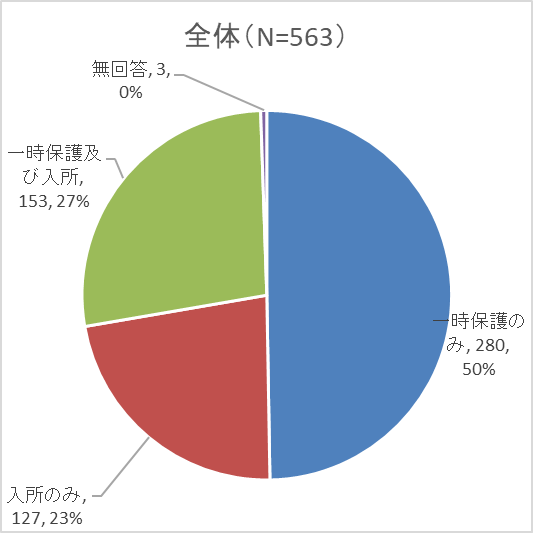 全体（N=563）
無回答, 3,
0%
一時保護及
び入所,
153, 27%
一時保護の
み, 280,
50%
入所のみ,
127, 23%